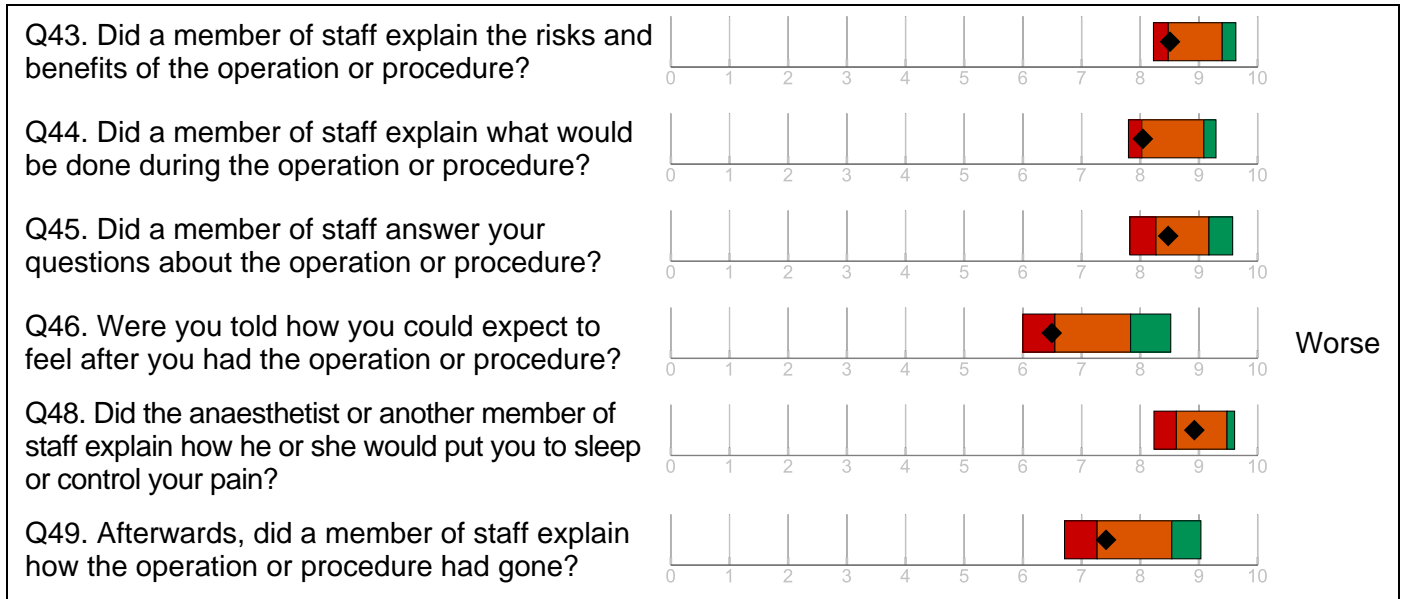 Q43. Did a member of staff explain the risks and
benefits of the operation or procedure?
0 1 2 3 4 5 6 7 8 9 10
Q44. Did a member of staff explain what would
be done during the operation or procedure?
0 1 2 3 4 5 6 7 8 9 10
Q45. Did a member of staff answer your
questions about the operation or procedure?
0 1 2 3 4 5 6 7 8 9 10
Q46. Were you told how you could expect to
feel after you had the operation or procedure?
Worse
0 1 2 3 4 5 6 7 8 9 10
Q48. Did the anaesthetist or another member of
staff explain how he or she would put you to sleep
or control your pain?
0 1 2 3 4 5 6 7 8 9 10
Q49. Afterwards, did a member of staff explain
how the operation or procedure had gone?
0 1 2 3 4 5 6 7 8 9 10